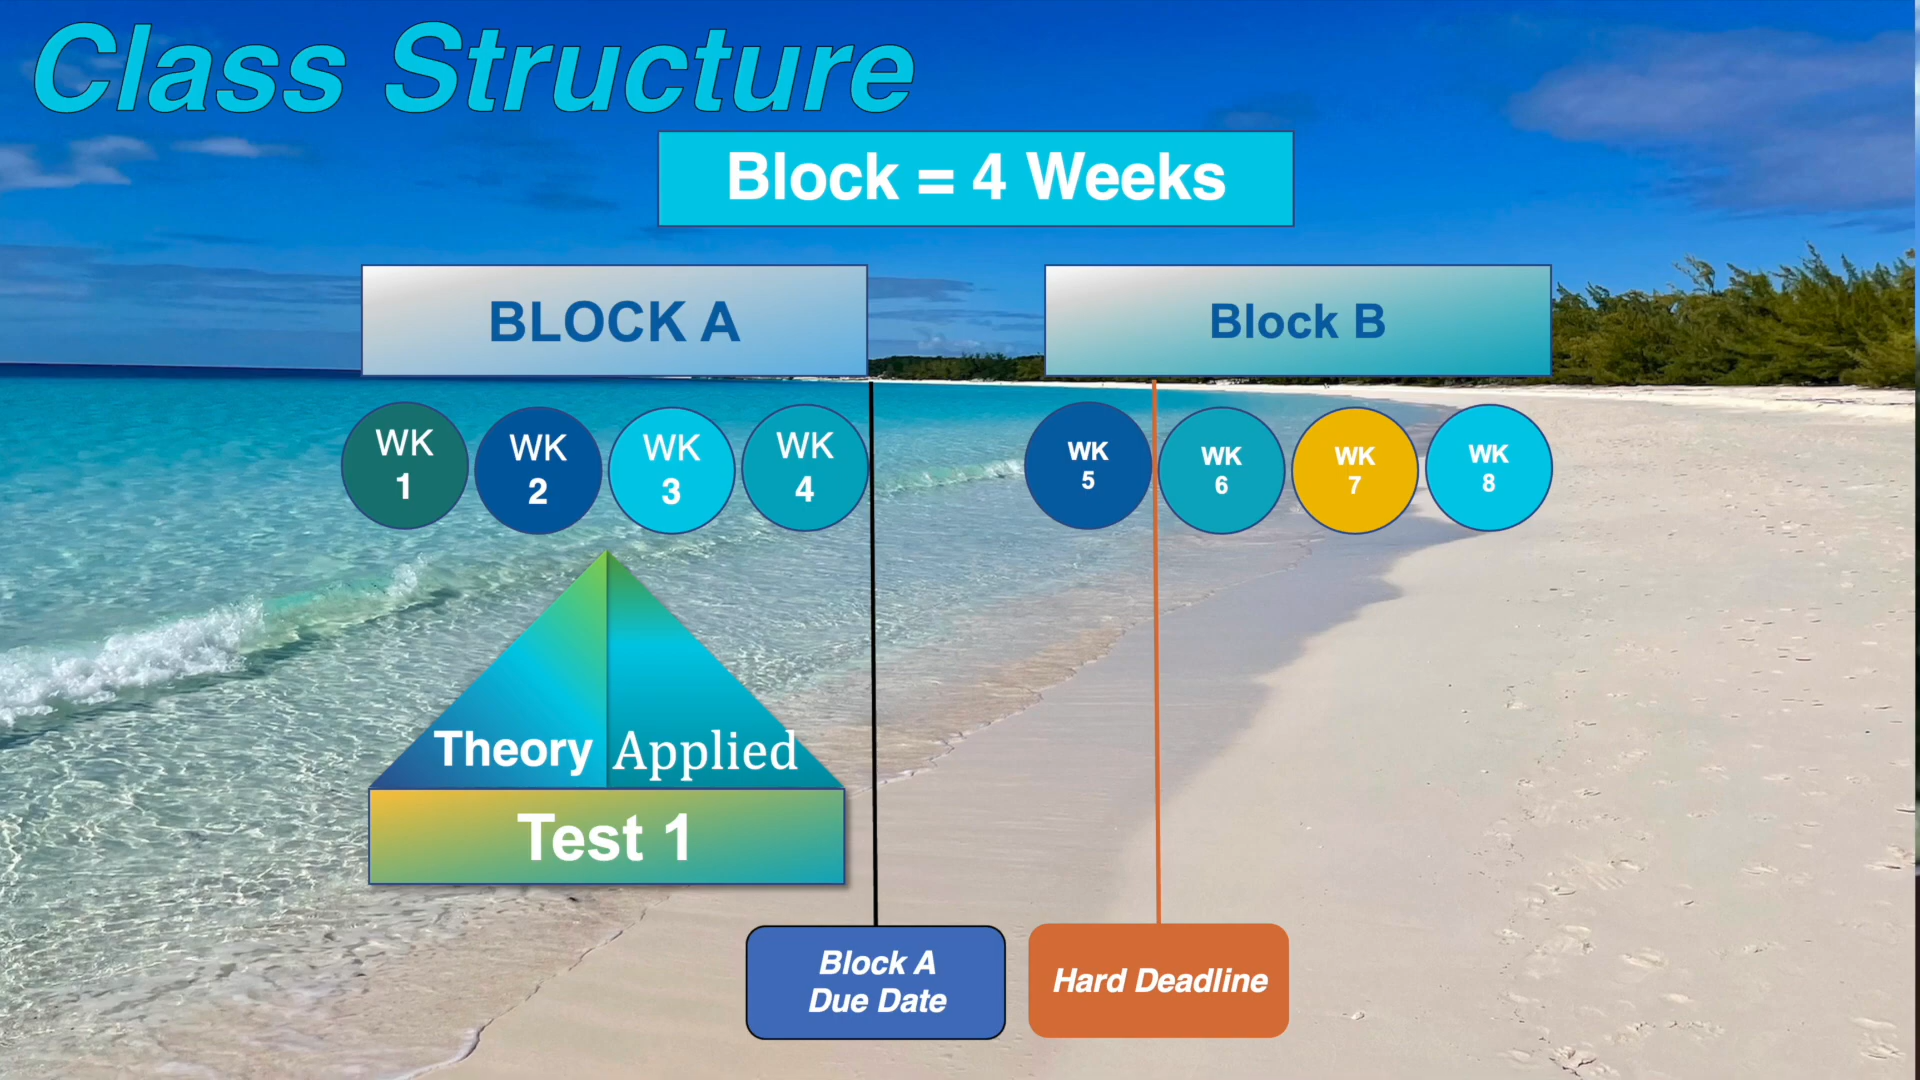 Class Structure
Block = 4 Weeks
BLOCK A
Block B
WK
1
WK
2
WK
3
WK
4
WK
5
WK
6
WK
7
WK
8
Theory
Applied
Test 1
Block A
Due Date
Hard Deadline